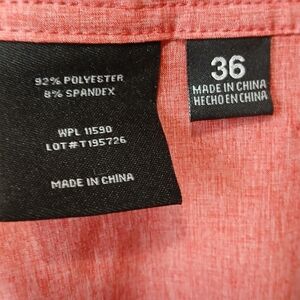 92% POLYESTER
8% SPANDEX
WPL 11590
LOT#T195726
MADE IN CHINA
36
MADE IN CHINA
HECHO EN CHINA